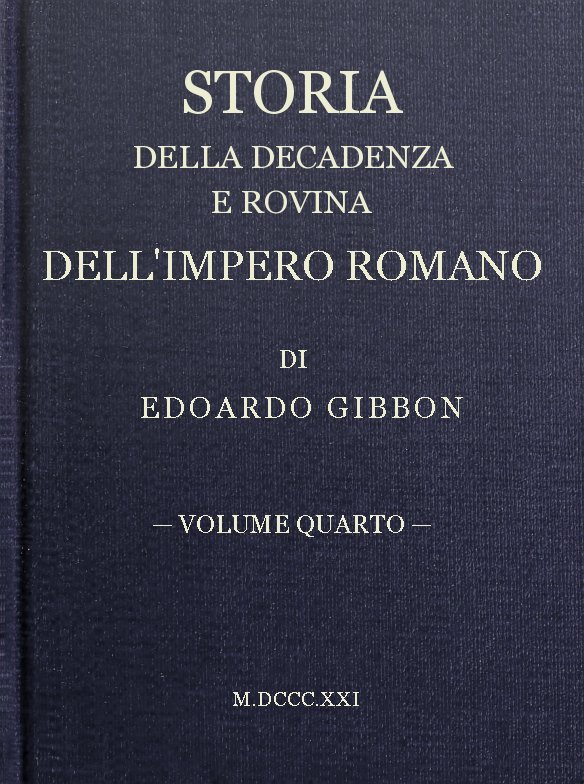 STORIA
DELLA DECADENZA
E ROVINA
DELL'IMPERO ROMANO
DI
EDOARDO GIBBON
— VOLUME QUARTO —
M.DCCC.XXI